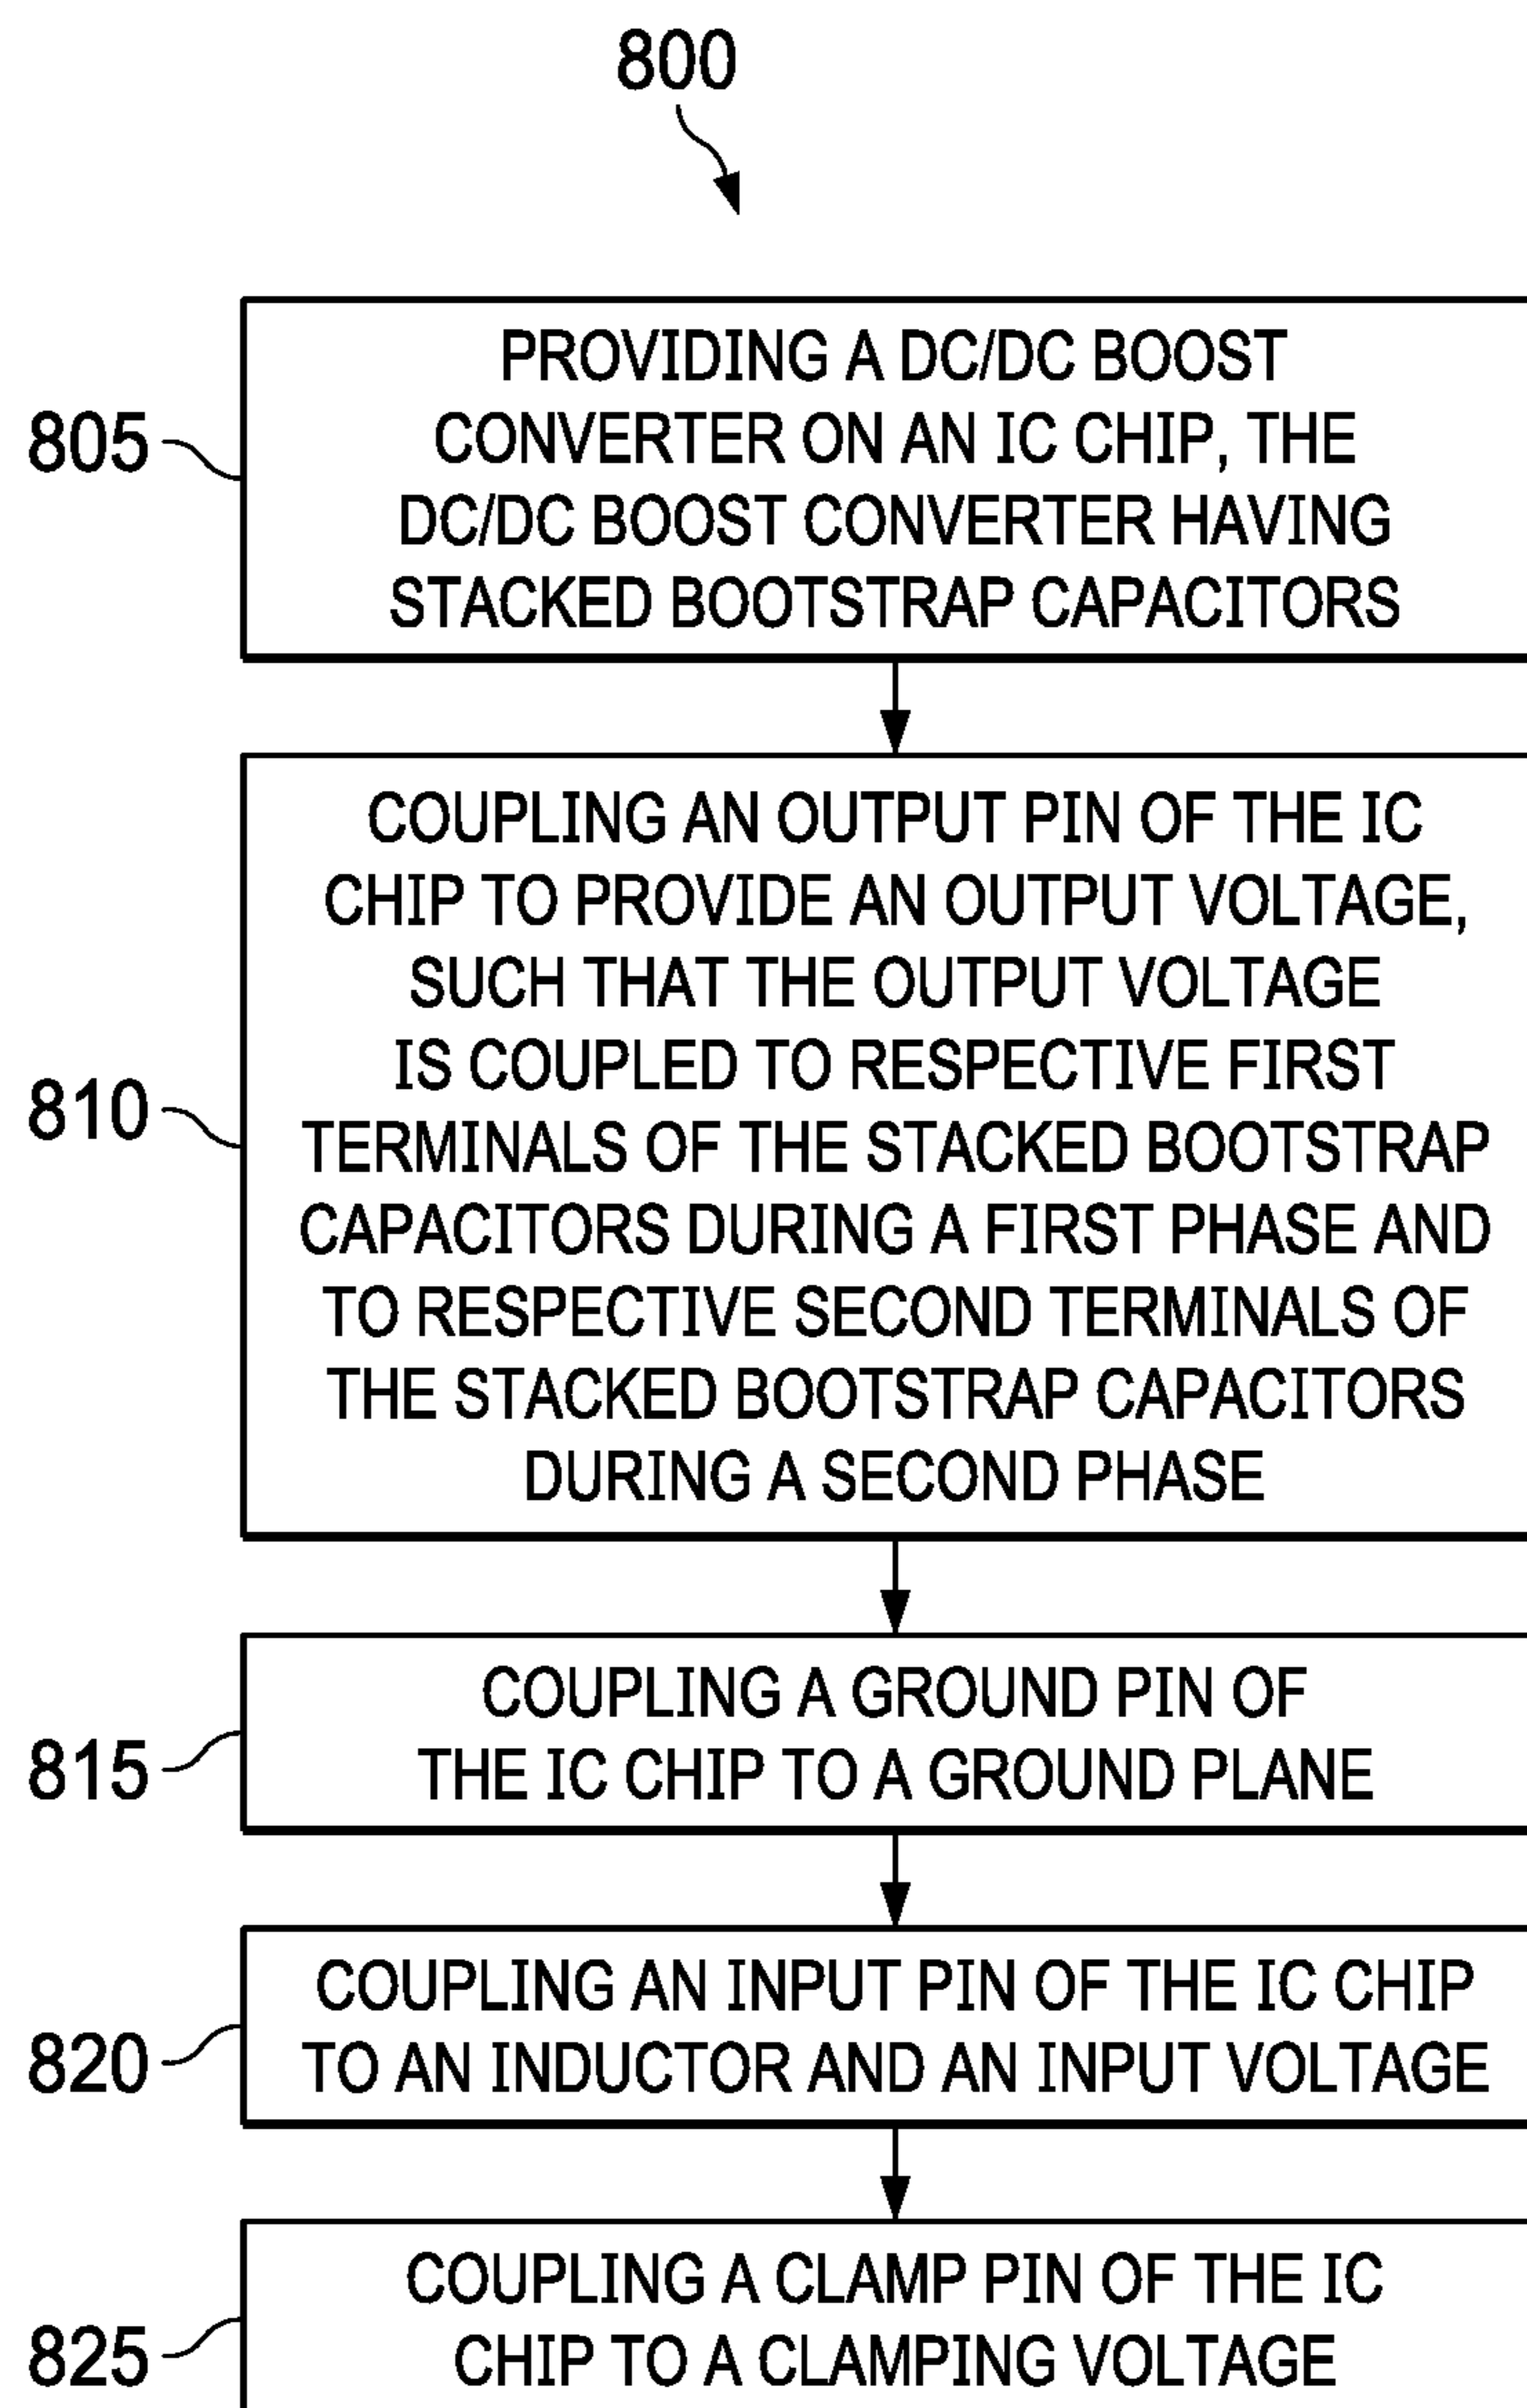 800
805
PROVIDING A DC/DC BOOST
CONVERTER ON AN IC CHIP, THE
DC/DC BOOST CONVERTER HAVING
STACKED BOOTSTRAP CAPACITORS
810
COUPLING AN OUTPUT PIN OF THE IC
CHIP TO PROVIDE AN OUTPUT VOLTAGE,
SUCH THAT THE OUTPUT VOLTAGE
IS COUPLED TO RESPECTIVE FIRST
TERMINALS OF THE STACKED BOOTSTRAP
CAPACITORS DURING A FIRST PHASE AND
TO RESPECTIVE SECOND TERMINALS OF
THE STACKED BOOTSTRAP CAPACITORS
DURING A SECOND PHASE
815
COUPLING A GROUND PIN OF
THE IC CHIP TO A GROUND PLANE
820
COUPLING AN INPUT PIN OF THE IC CHIP
TO AN INDUCTOR AND AN INPUT VOLTAGE
825
COUPLING A CLAMP PIN OF THE IC
CHIP TO A CLAMPING VOLTAGE